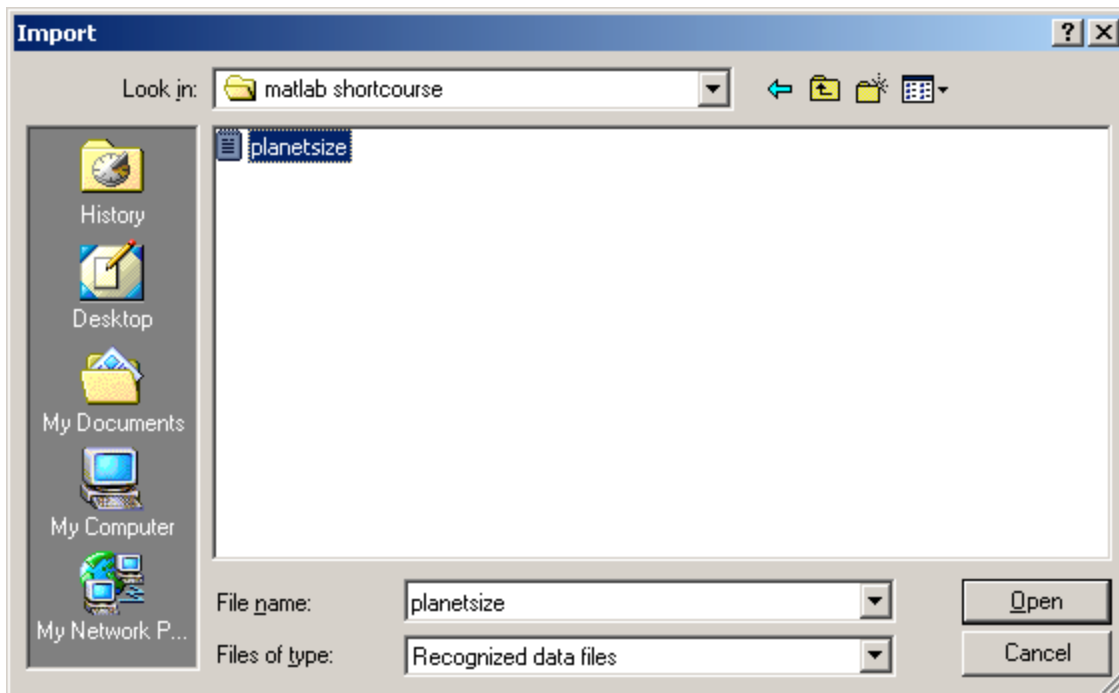 Import
Look in: matlab shortcourse
planetsize
History
Desktop
My Documents
My Computer
My Network P...
File name: planetsize Open
Files of type: Recognized data files Cancel